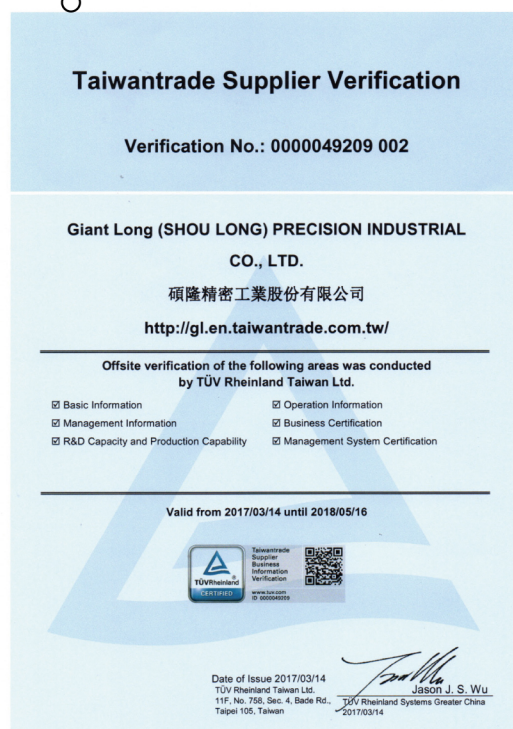 Taiwantrade Supplier Verification
Verification No.: 0000049209 002
Giant Long (SHOU LONG) PRECISION INDUSTRIAL
CO., LTD.
碩隆精密工業股份有限公司
http://gl.en.taiwantrade.com.tw/
Offsite verification of the following areas was conducted
by TÜV Rheinland Taiwan Ltd.
☑ Basic Information
☑ Operation Information
☑ Management Information
☑ Business Certification
☑ R&D Capacity and Production Capability
☑ Management System Certification
Valid from 2017/03/14 until 2018/05/16
TÜVRheinland®
CERTIFIED
Taiwantrade
Supplier
Business
Information
Verification
www.tuv.com
ID 0000049209
Date of Issue 2017/03/14
TÜV Rheinland Taiwan Ltd.
11F, No. 758, Sec. 4, Bade Rd.,
Taipei 105, Taiwan
Jason J. S. Wu
TÜV Rheinland Systems Greater China
2017/03/14